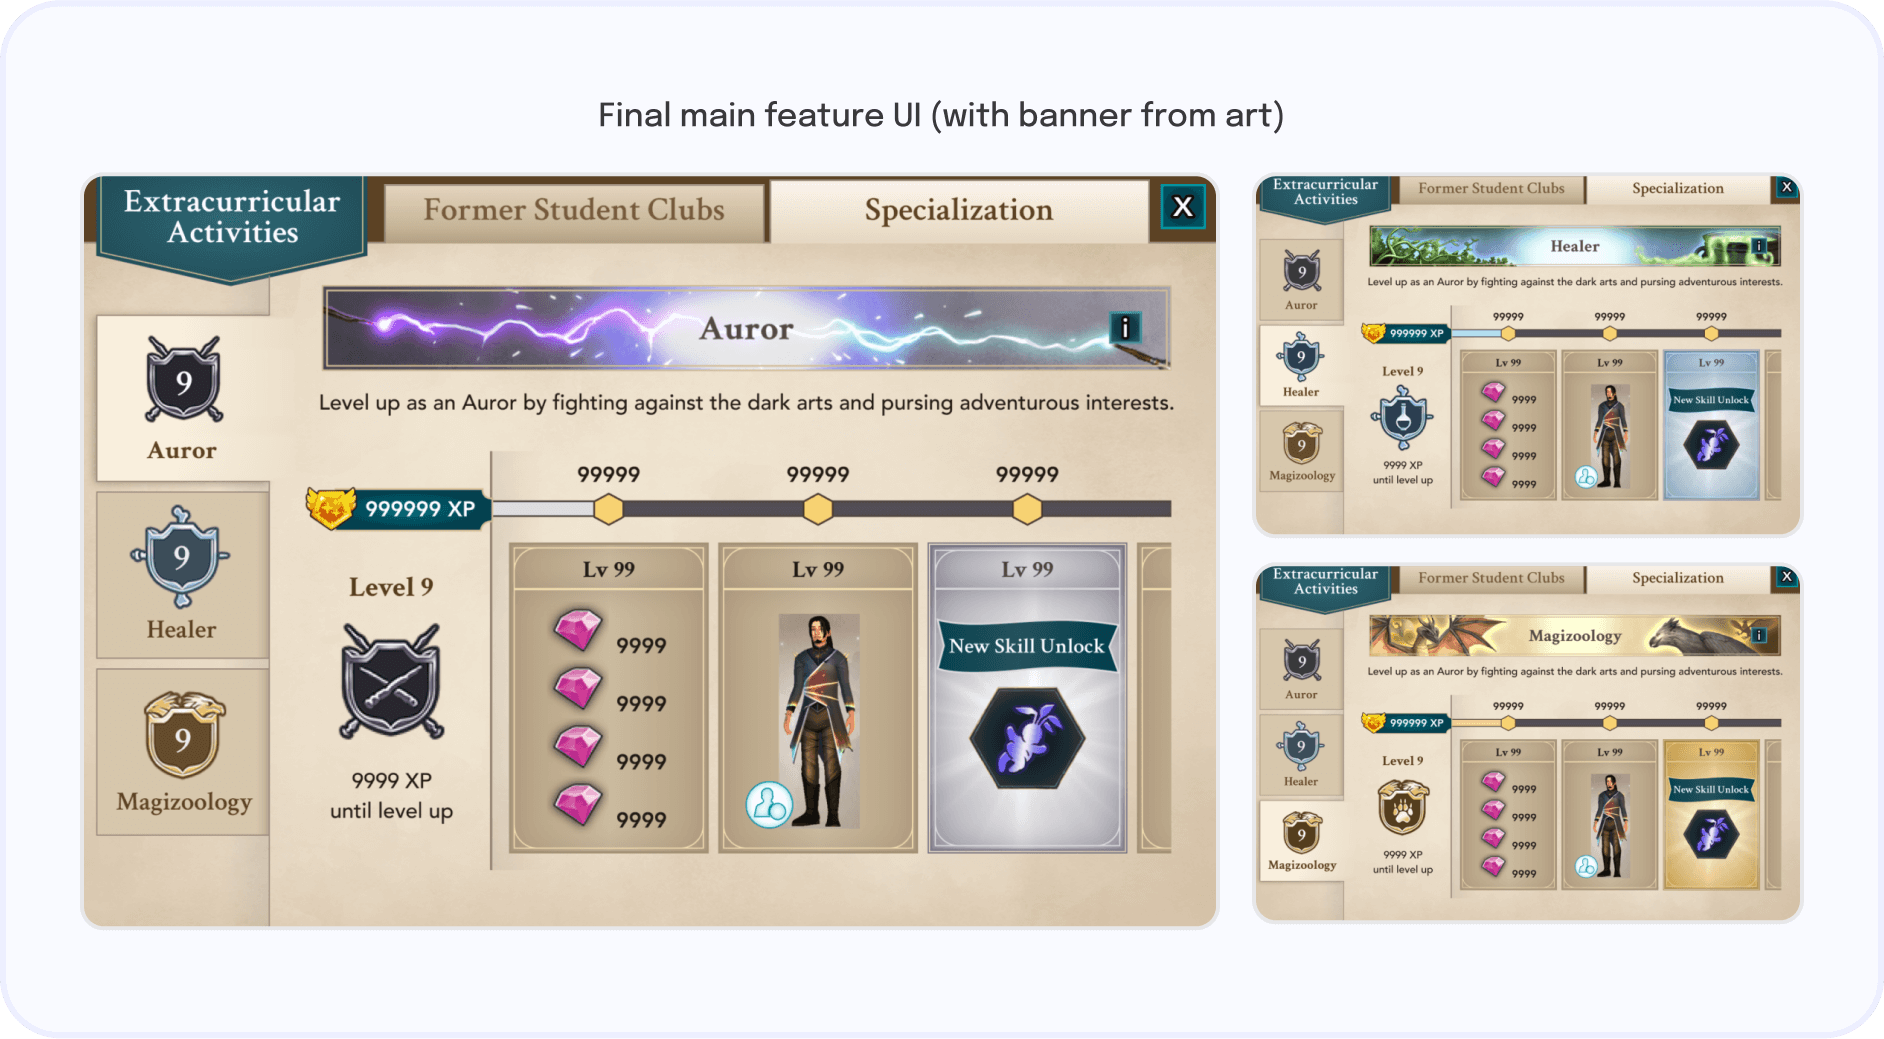 Final main feature UI (with banner from art)
Extracurricular
Activities
Former Student Clubs
Specialization
X
9
Auror
9
Healer
9
Magizoology
Auror
i
Level up as an Auror by fighting against the dark arts and pursing adventurous interests.
999999 XP
99999
99999
99999
Level 9
9999 XP
until level up
Lv 99
9999
9999
9999
9999
Lv 99
Lv 99
New Skill Unlock
Extracurricular
Activities
Former Student Clubs
Specialization
X
9
Auror
9
Healer
9
Magizoology
Healer
i
Level up as an Auror by fighting against the dark arts and pursing adventurous interests.
999999 XP
99999
99999
99999
Level 9
9999 XP
until level up
Lv 99
9999
9999
9999
9999
Lv 99
Lv 99
New Skill Unlock
Extracurricular
Activities
Former Student Clubs
Specialization
X
9
Auror
9
Healer
9
Magizoology
Magizoology
i
Level up as an Auror by fighting against the dark arts and pursing adventurous interests.
999999 XP
99999
99999
99999
Level 9
9999 XP
until level up
Lv 99
9999
9999
9999
9999
Lv 99
Lv 99
New Skill Unlock